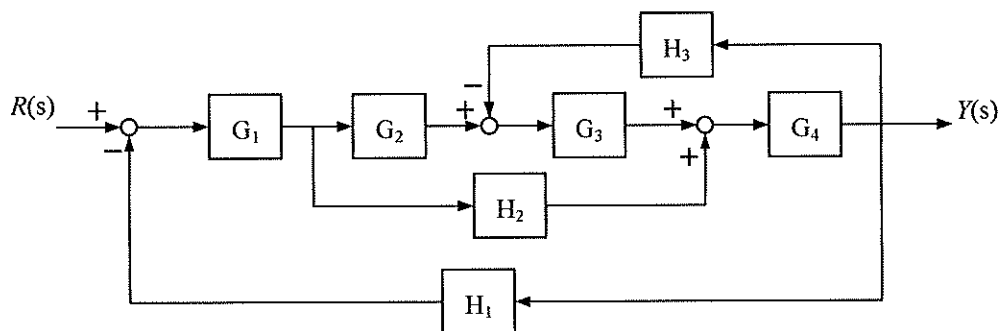 H₃
R(s)
+
−
G₁
G₂
+
−
G₃
+
+
G₄
Y(s)
H₂
H₁